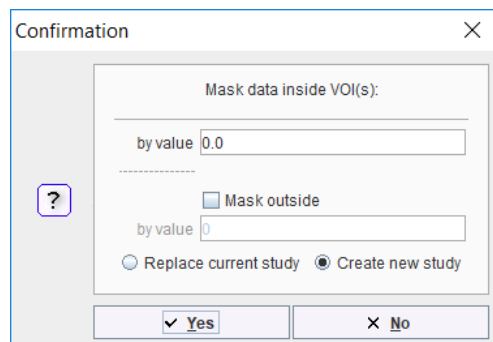 Confirmation
Mask data inside VOI(s):
by value 0.0
---------------
?
Mask outside
by value 0
Replace current study Create new study
Yes No